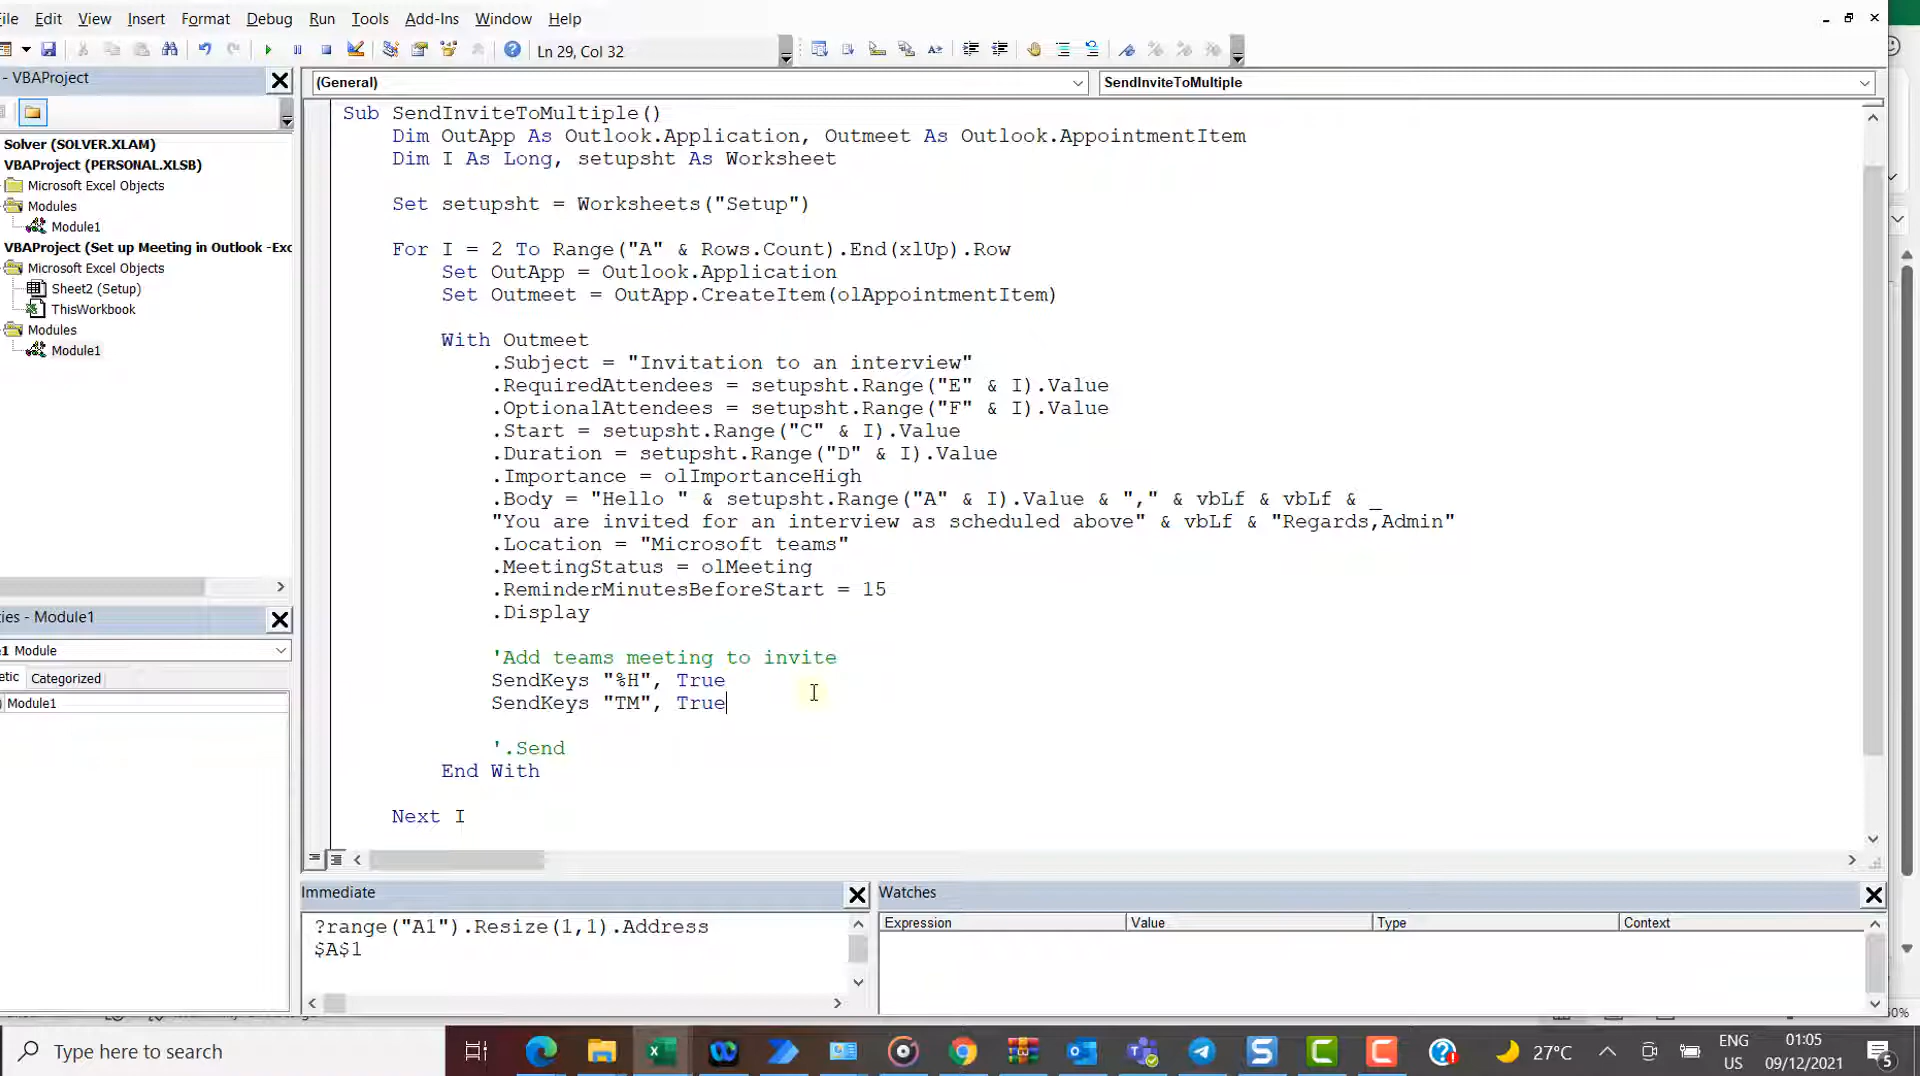 File Edit View Insert Format Debug Run Tools Add-Ins Window Help
Ln 29, Col 32
- VBAProject
(General)
SendInviteToMultiple
Solver (SOLVER.XLAM)
VBAProject (PERSONAL.XLSB)
Microsoft Excel Objects
Modules
Module1
VBAProject (Set up Meeting in Outlook -Exc
Microsoft Excel Objects
Sheet2 (Setup)
ThisWorkbook
Modules
Module1
ties - Module1
1 Module
etic Categorized
) Module1
Sub SendInviteToMultiple()
Dim OutApp As Outlook.Application, Outmeet As Outlook.AppointmentItem
Dim I As Long, setupsht As Worksheet
Set setupsht = Worksheets("Setup")
For I = 2 To Range("A" & Rows.Count).End(xlUp).Row
Set OutApp = Outlook.Application
Set Outmeet = OutApp.CreateItem(olAppointmentItem)
With Outmeet
.Subject = "Invitation to an interview"
.RequiredAttendees = setupsht.Range("E" & I).Value
.OptionalAttendees = setupsht.Range("F" & I).Value
.Start = setupsht.Range("C" & I).Value
.Duration = setupsht.Range("D" & I).Value
.Importance = olImportanceHigh
.Body = "Hello " & setupsht.Range("A" & I).Value & "," & vbLf & vbLf & _
"You are invited for an interview as scheduled above" & vbLf & "Regards,Admin"
.Location = "Microsoft teams"
.MeetingStatus = olMeeting
.ReminderMinutesBeforeStart = 15
.Display
'Add teams meeting to invite
SendKeys "%H", True
SendKeys "TM", True
'.Send
End With
Next I
Immediate
?range("A1").Resize(1,1).Address
$A$1
Watches
Expression Value Type Context
Type here to search
27°C
ENG
US
01:05
09/12/2021
5